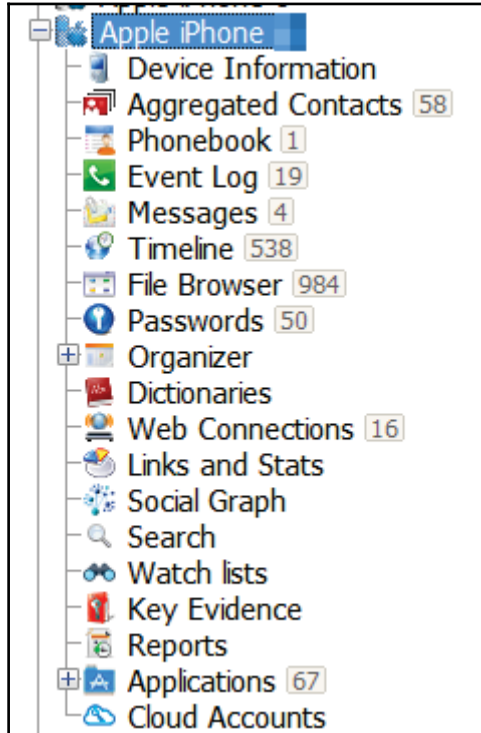 Apple iPhone
Device Information
Aggregated Contacts 58
Phonebook 1
Event Log 19
Messages 4
Timeline 538
File Browser 984
Passwords 50
Organizer
Dictionaries
Web Connections 16
Links and Stats
Social Graph
Search
Watch lists
Key Evidence
Reports
Applications 67
Cloud Accounts